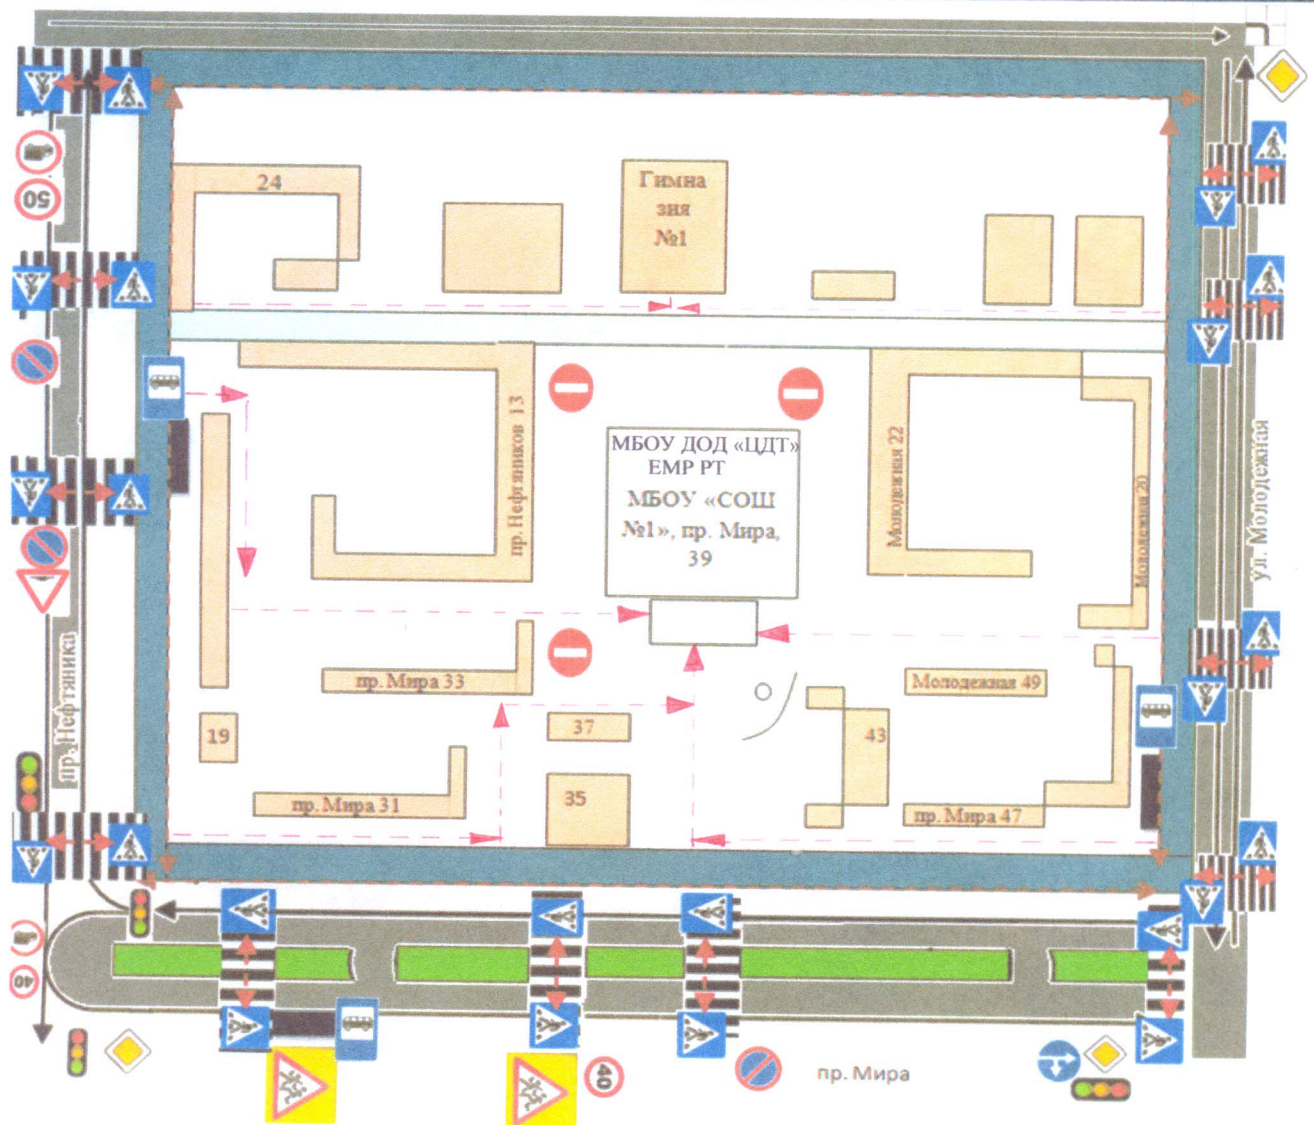 50
24
Гимна
зия
№1
пр. Нефтяников 13
МБОУ ДОД «ЦДТ»
ЕМР РТ
МБОУ «СОШ
№1», пр. Мира,
39
Молодежная 22
Молодежная 20
ул. Молодежная
пр. Нефтяника
пр. Мира 33
Молодежная 49
19
37
43
35
пр. Мира 31
пр. Мира 47
40
40
пр. Мира